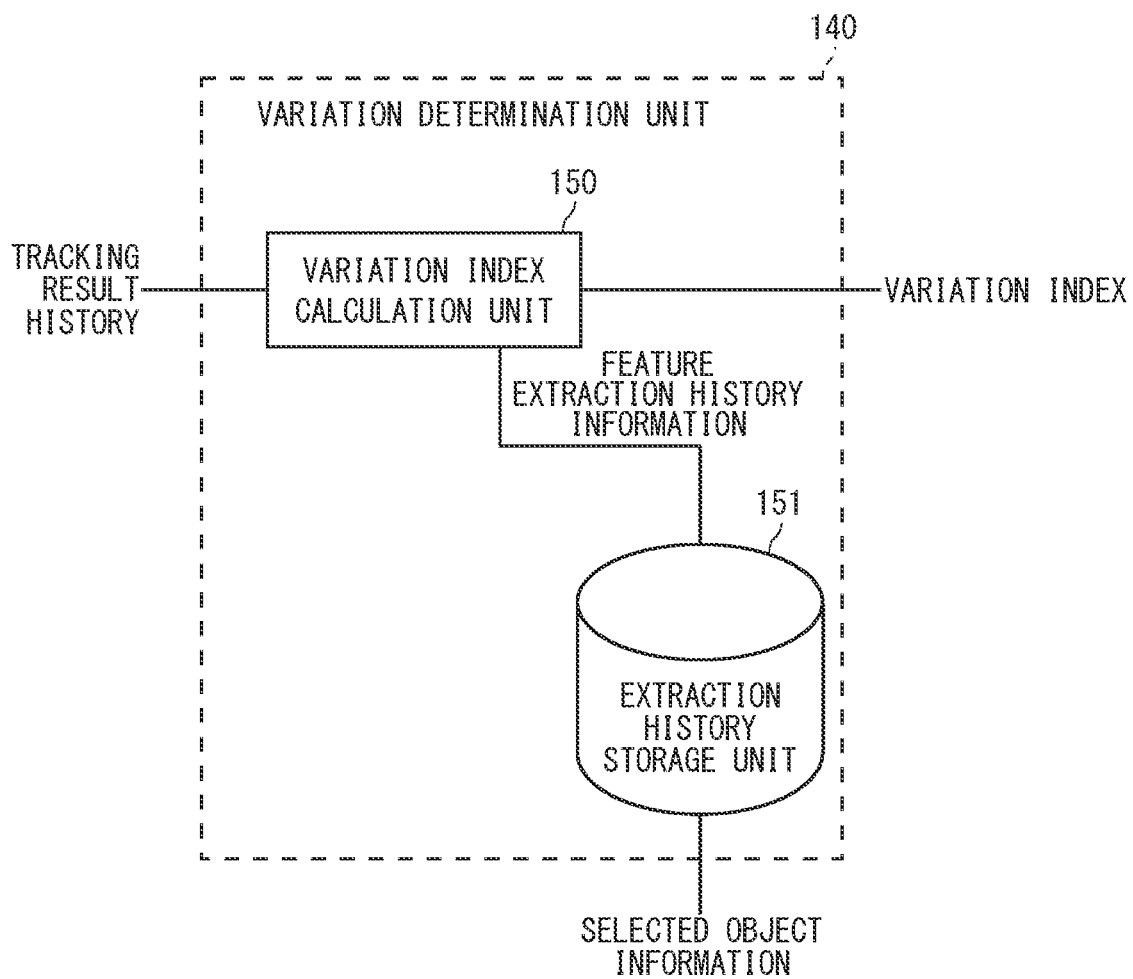 140
VARIATION DETERMINATION UNIT
150
TRACKING
RESULT
HISTORY
VARIATION INDEX
CALCULATION UNIT
VARIATION INDEX
FEATURE
EXTRACTION HISTORY
INFORMATION
151
EXTRACTION
HISTORY
STORAGE UNIT
SELECTED OBJECT
INFORMATION